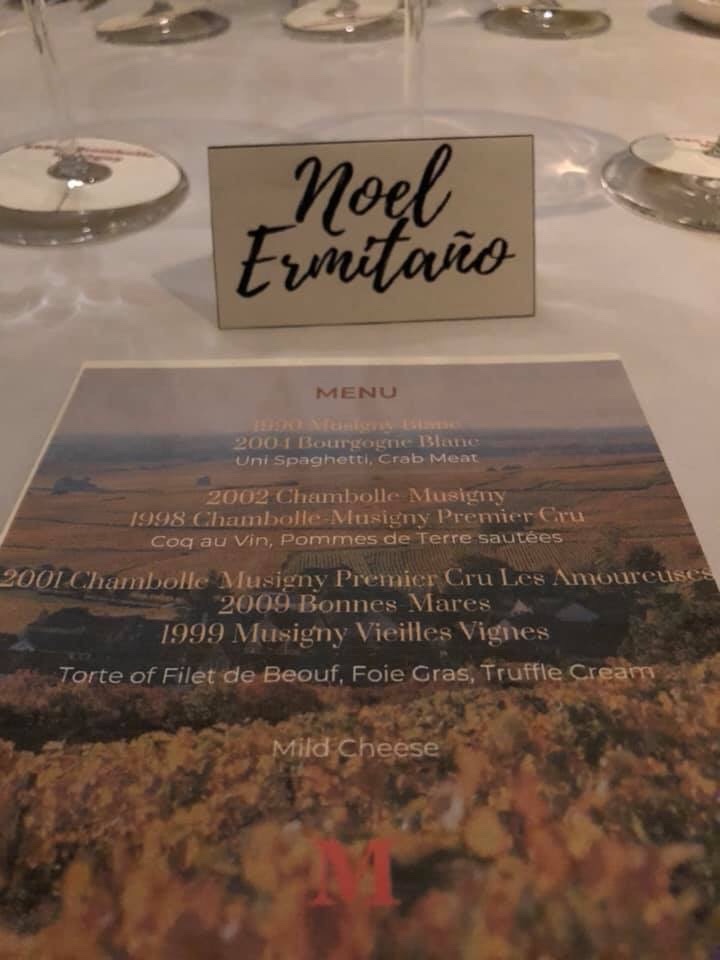 Noel
Ermitaño
MENU
1990 Musigny Blanc
2004 Bourgogne Blanc
Uni Spaghetti, Crab Meat
2002 Chambolle Musigny
1998 Chambolle-Musigny Premier Cru
Coq au Vin, Pommes de Terre sautées
2001 Chambolle Musigny Premier Cru Les Amoureuses
2009 Bonnes Mares
1999 Musigny Vieilles Vignes
Torte of Filet de Beouf, Foie Gras, Truffle Cream
Mild Cheese
M